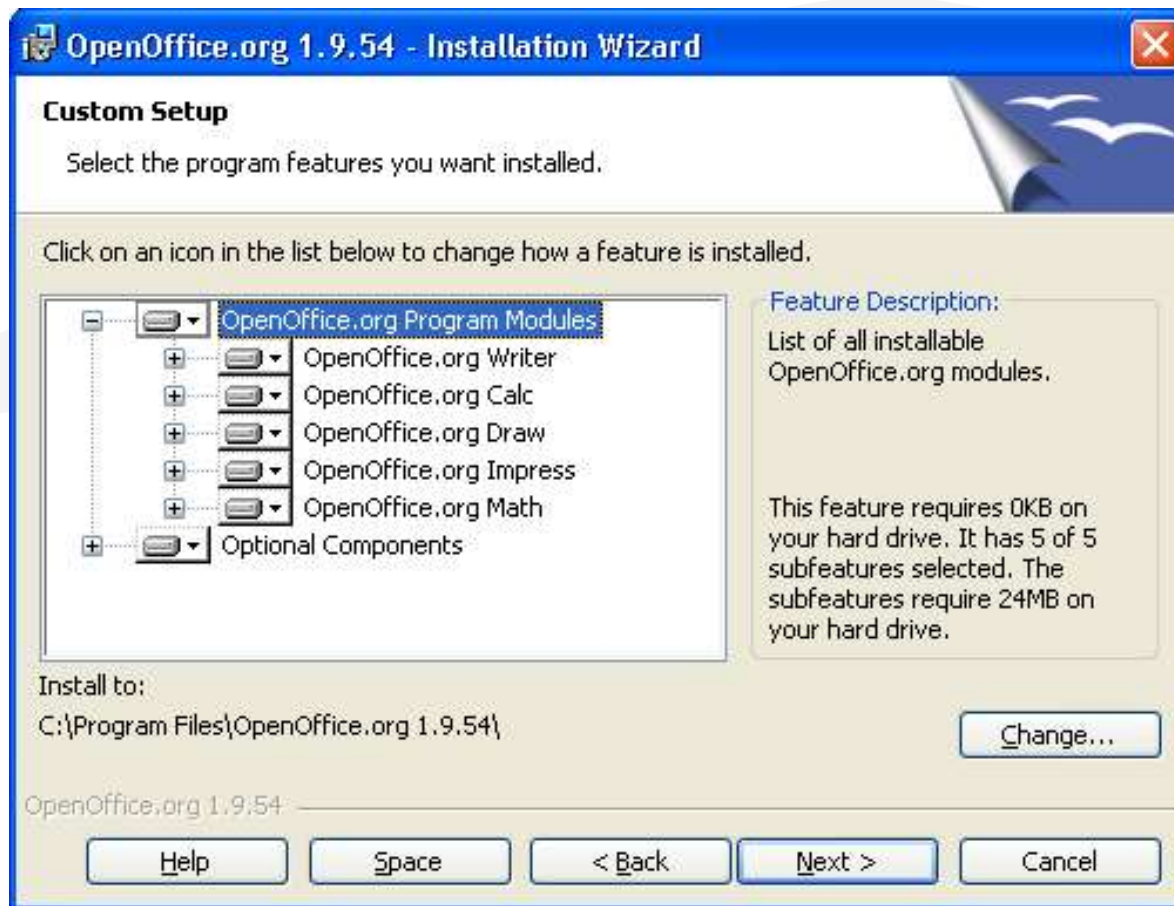 OpenOffice.org 1.9.54 - Installation Wizard
Custom Setup
Select the program features you want installed.
Click on an icon in the list below to change how a feature is installed.
OpenOffice.org Program Modules
OpenOffice.org Writer
OpenOffice.org Calc
OpenOffice.org Draw
OpenOffice.org Impress
OpenOffice.org Math
Optional Components
Feature Description:
List of all installable
OpenOffice.org modules.
This feature requires 0KB on
your hard drive. It has 5 of 5
subfeatures selected. The
subfeatures require 24MB on
your hard drive.
Install to:
C:\Program Files\OpenOffice.org 1.9.54\
Change...
OpenOffice.org 1.9.54
Help
Space
< Back
Next >
Cancel